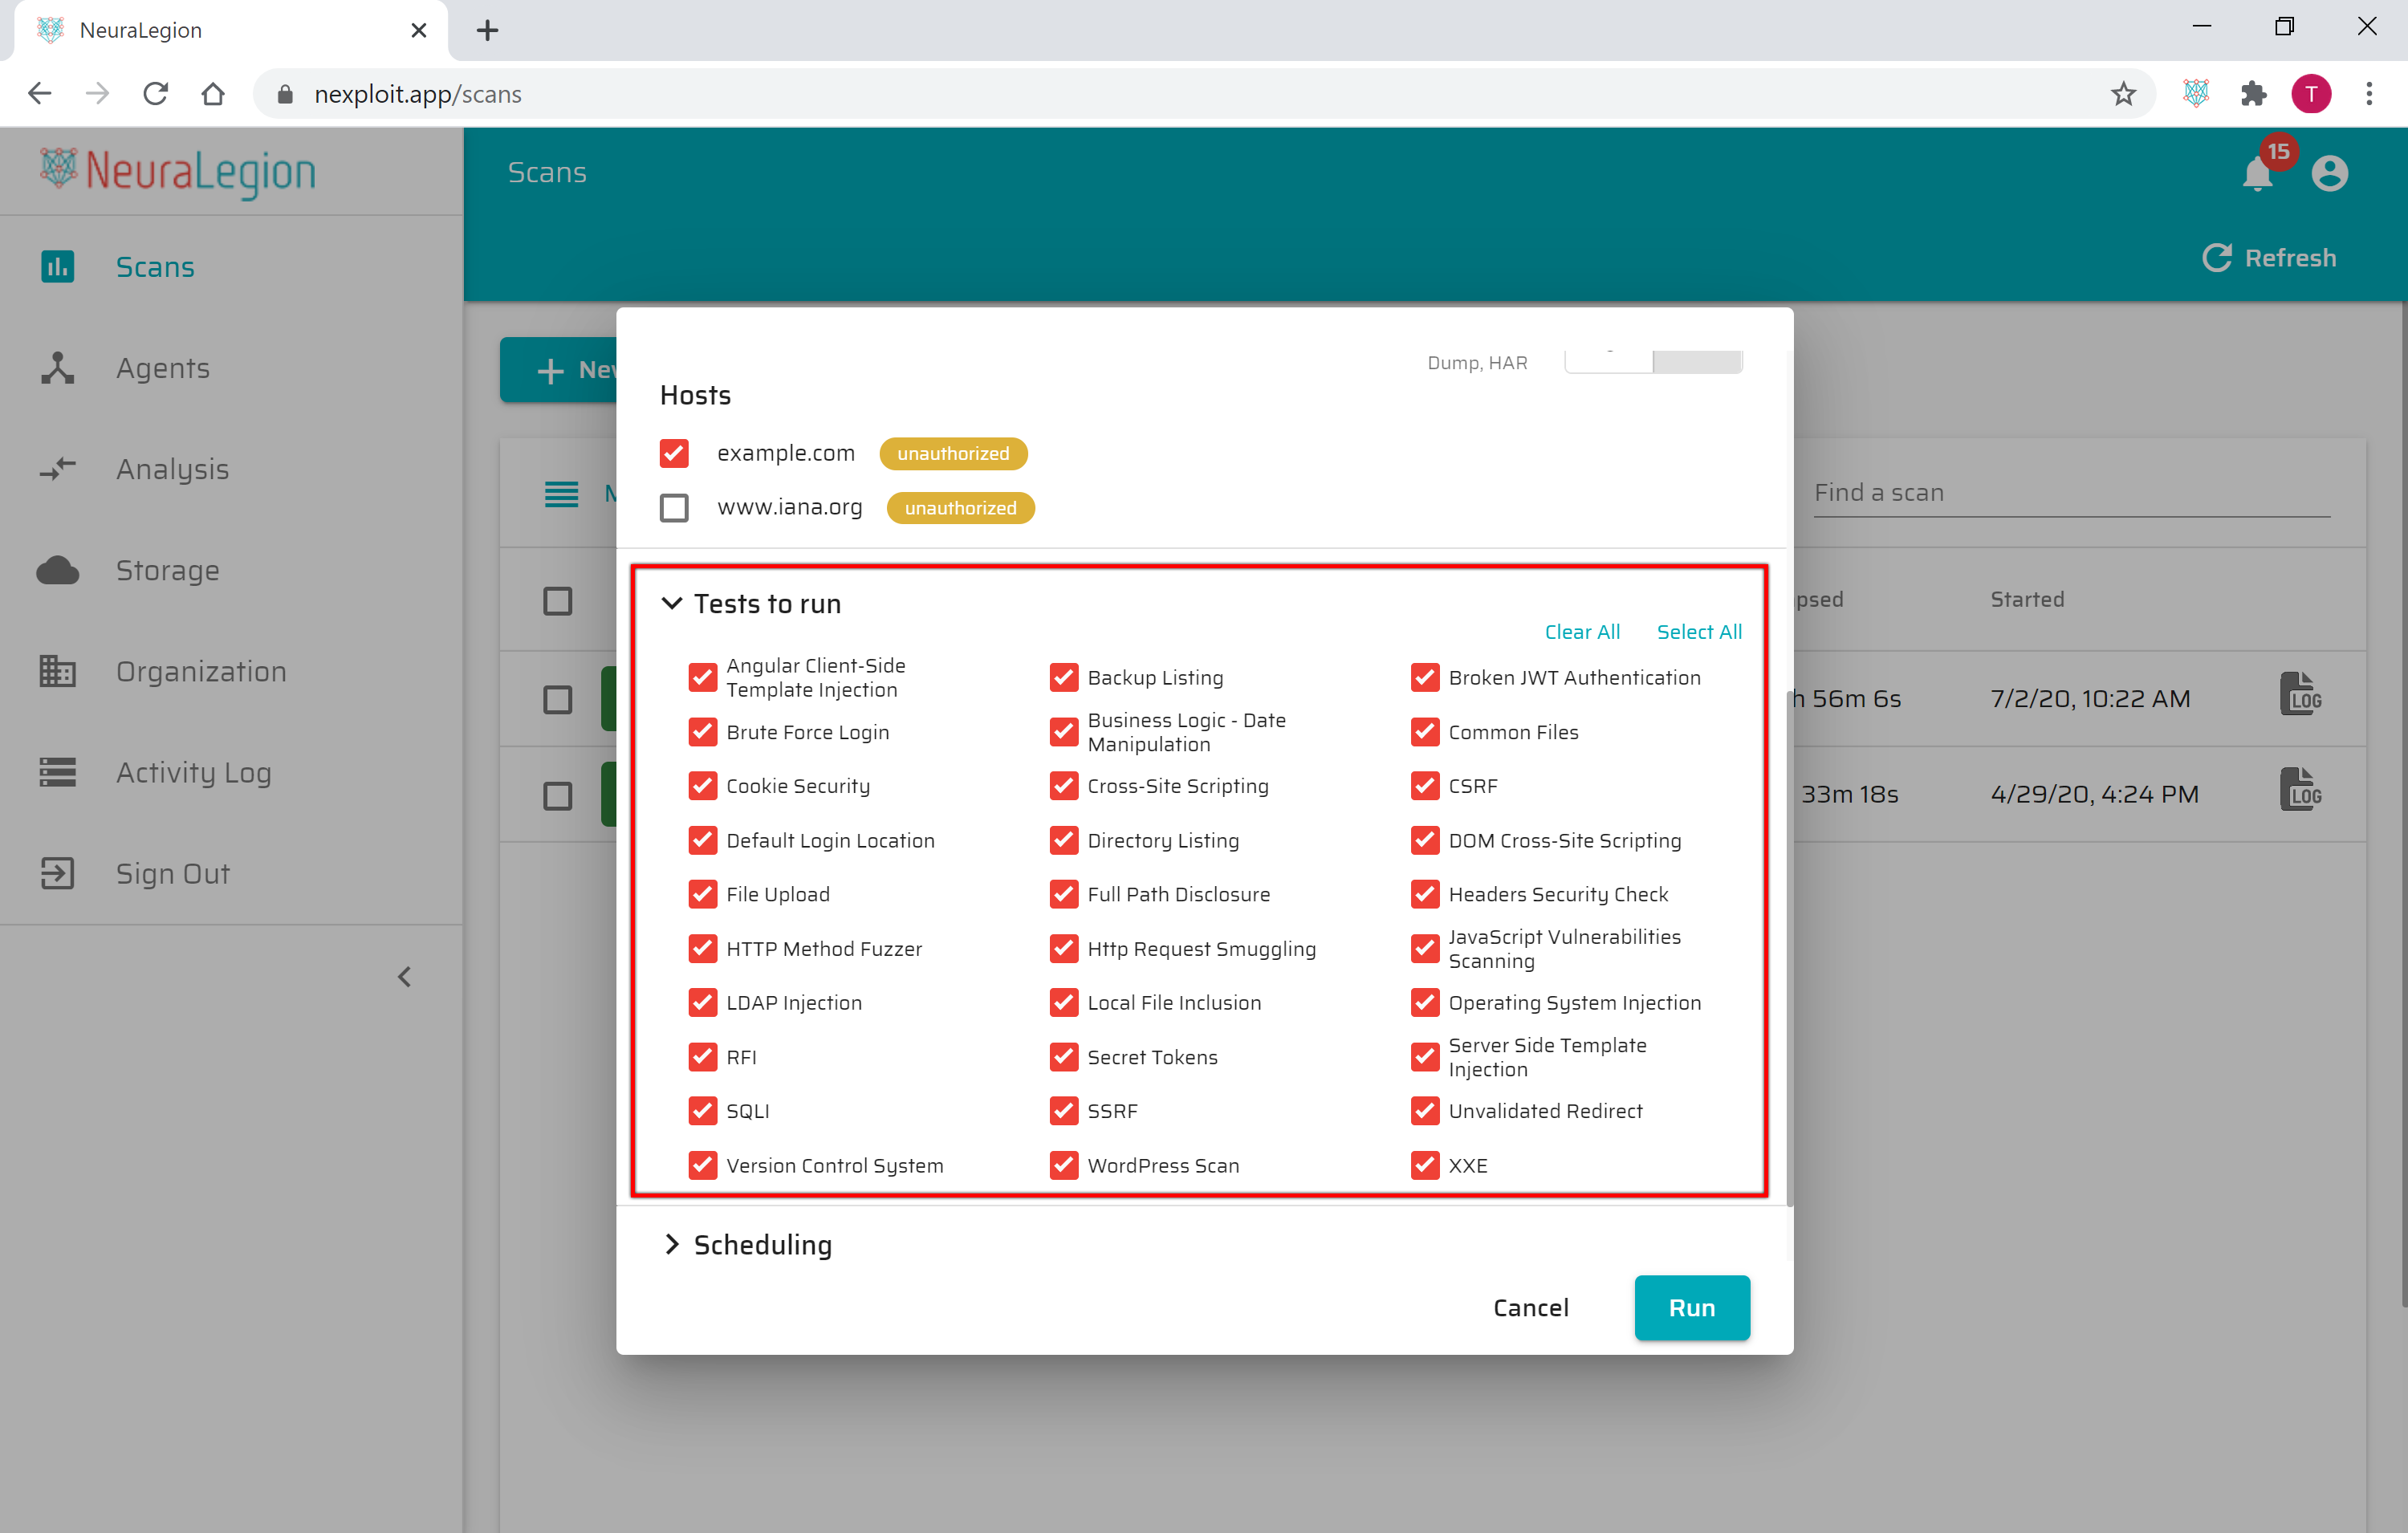 NeuraLegion
nexploit.app/scans
T
NeuraLegion
Scans
15
Refresh
Scans
Agents
Analysis
Storage
Organization
Activity Log
Sign Out
Dump, HAR
Hosts
example.com unauthorized
www.iana.org unauthorized
Find a scan
Started
Tests to run
Clear All Select All
Angular Client-Side
Template Injection
Backup Listing
Broken JWT Authentication
Brute Force Login
Business Logic - Date
Manipulation
Common Files
Cookie Security
Cross-Site Scripting
CSRF
Default Login Location
Directory Listing
DOM Cross-Site Scripting
File Upload
Full Path Disclosure
Headers Security Check
HTTP Method Fuzzer
Http Request Smuggling
JavaScript Vulnerabilities
Scanning
LDAP Injection
Local File Inclusion
Operating System Injection
RFI
Secret Tokens
Server Side Template
Injection
SQLI
SSRF
Unvalidated Redirect
Version Control System
WordPress Scan
XXE
56m 6s 7/2/20, 10:22 AM LOG
33m 18s 4/29/20, 4:24 PM LOG
Scheduling
Cancel Run